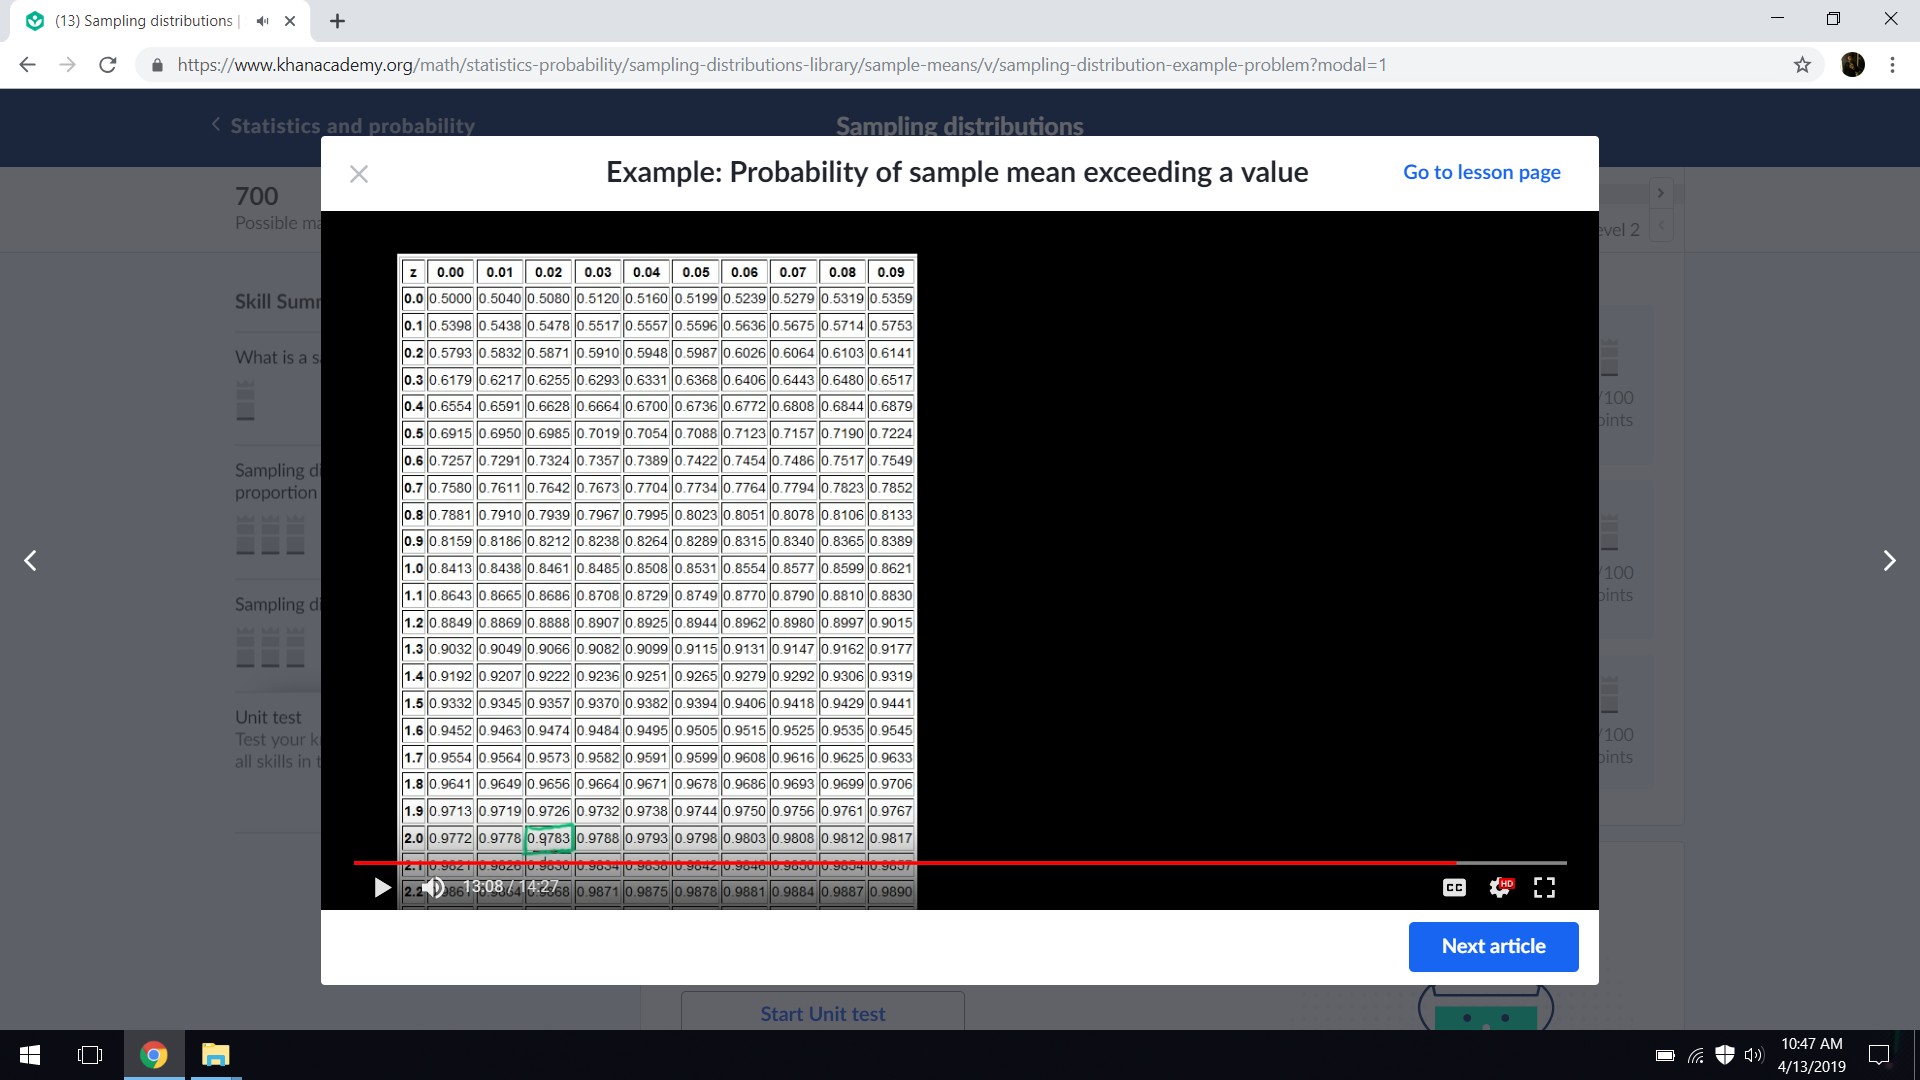 (13) Sampling distributions |
https://www.khanacademy.org/math/statistics-probability/sampling-distributions-library/sample-means/v/sampling-distribution-example-problem?modal=1
Statistics and probability
Sampling distributions
Example: Probability of sample mean exceeding a value
Go to lesson page
700
Possible ma
evel 2
Skill Summ
What is a s
Sampling di
proportion
Sampling di
Unit test
Test your k
all skills in t
/100
oints
/100
oints
/100
oints
z 0.00 0.01 0.02 0.03 0.04 0.05 0.06 0.07 0.08 0.09
0.0 0.5000 0.5040 0.5080 0.5120 0.5160 0.5199 0.5239 0.5279 0.5319 0.5359
0.1 0.5398 0.5438 0.5478 0.5517 0.5557 0.5596 0.5636 0.5675 0.5714 0.5753
0.2 0.5793 0.5832 0.5871 0.5910 0.5948 0.5987 0.6026 0.6064 0.6103 0.6141
0.3 0.6179 0.6217 0.6255 0.6293 0.6331 0.6368 0.6406 0.6443 0.6480 0.6517
0.4 0.6554 0.6591 0.6628 0.6664 0.6700 0.6736 0.6772 0.6808 0.6844 0.6879
0.5 0.6915 0.6950 0.6985 0.7019 0.7054 0.7088 0.7123 0.7157 0.7190 0.7224
0.6 0.7257 0.7291 0.7324 0.7357 0.7389 0.7422 0.7454 0.7486 0.7517 0.7549
0.7 0.7580 0.7611 0.7642 0.7673 0.7704 0.7734 0.7764 0.7794 0.7823 0.7852
0.8 0.7881 0.7910 0.7939 0.7967 0.7995 0.8023 0.8051 0.8078 0.8106 0.8133
0.9 0.8159 0.8186 0.8212 0.8238 0.8264 0.8289 0.8315 0.8340 0.8365 0.8389
1.0 0.8413 0.8438 0.8461 0.8485 0.8508 0.8531 0.8554 0.8577 0.8599 0.8621
1.1 0.8643 0.8665 0.8686 0.8708 0.8729 0.8749 0.8770 0.8790 0.8810 0.8830
1.2 0.8849 0.8869 0.8888 0.8907 0.8925 0.8944 0.8962 0.8980 0.8997 0.9015
1.3 0.9032 0.9049 0.9066 0.9082 0.9099 0.9115 0.9131 0.9147 0.9162 0.9177
1.4 0.9192 0.9207 0.9222 0.9236 0.9251 0.9265 0.9279 0.9292 0.9306 0.9319
1.5 0.9332 0.9345 0.9357 0.9370 0.9382 0.9394 0.9406 0.9418 0.9429 0.9441
1.6 0.9452 0.9463 0.9474 0.9484 0.9495 0.9505 0.9515 0.9525 0.9535 0.9545
1.7 0.9554 0.9564 0.9573 0.9582 0.9591 0.9599 0.9608 0.9616 0.9625 0.9633
1.8 0.9641 0.9649 0.9656 0.9664 0.9671 0.9678 0.9686 0.9693 0.9699 0.9706
1.9 0.9713 0.9719 0.9726 0.9732 0.9738 0.9744 0.9750 0.9756 0.9761 0.9767
2.0 0.9772 0.9778 0.9783 0.9788 0.9793 0.9798 0.9803 0.9808 0.9812 0.9817
2.2 0.9871 0.9875 0.9878 0.9881 0.9884 0.9887 0.9890
13:08 / 14:27
CC
HD
Next article
Start Unit test
10:47 AM
4/13/2019